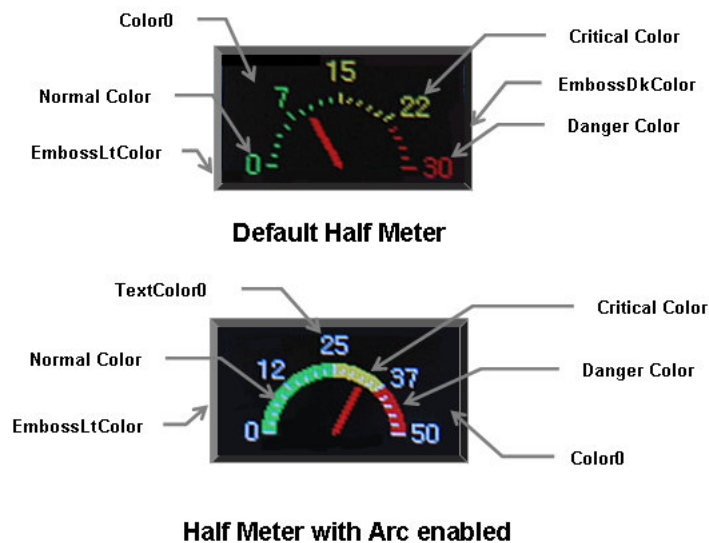 Color0
Critical Color
15
EmbossDkColor
Normal Color
7
22
Danger Color
EmbossLtColor
0
30
Default Half Meter
TextColor0
Critical Color
25
Normal Color
12
37
Danger Color
EmbossLtColor
0
50
Color0
Half Meter with Arc enabled